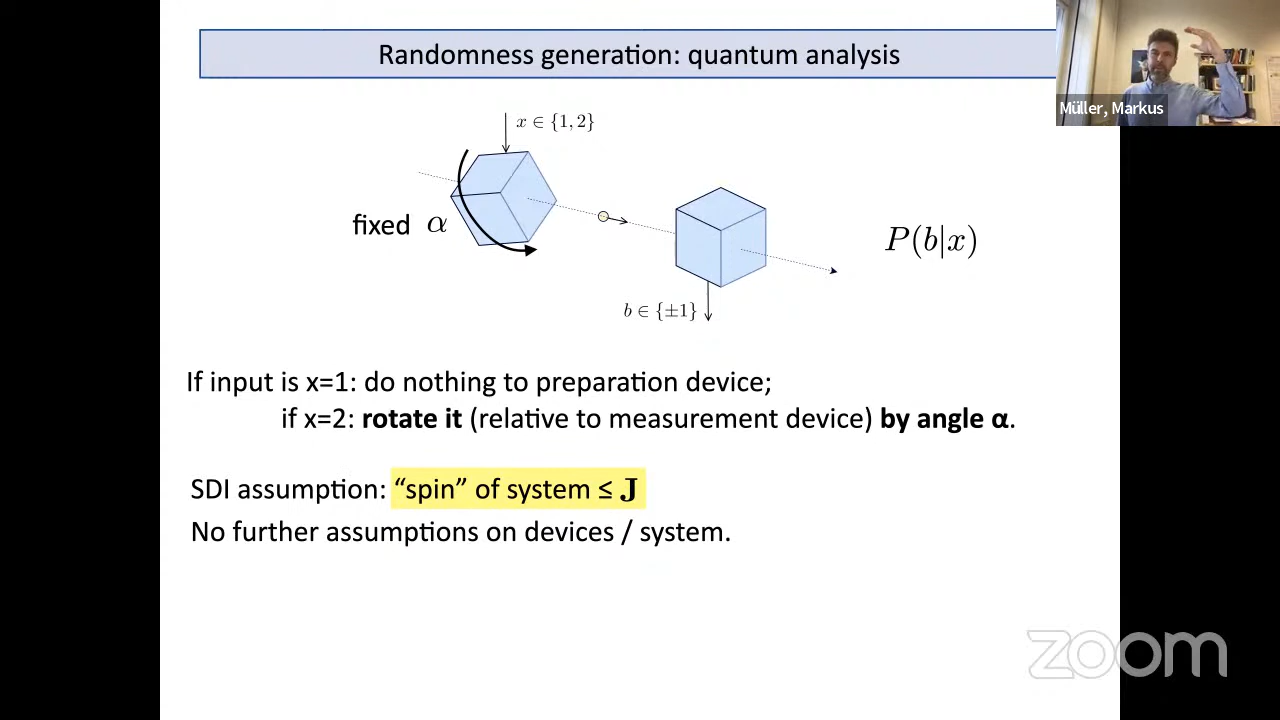 Randomness generation: quantum analysis
Müller, Markus
x ∈ {1, 2}
fixed α
P(b|x)
b ∈ {±1}
If input is x=1: do nothing to preparation device;
if x=2: rotate it (relative to measurement device) by angle α.
SDI assumption: “spin” of system ≤ J
No further assumptions on devices / system.
zoom